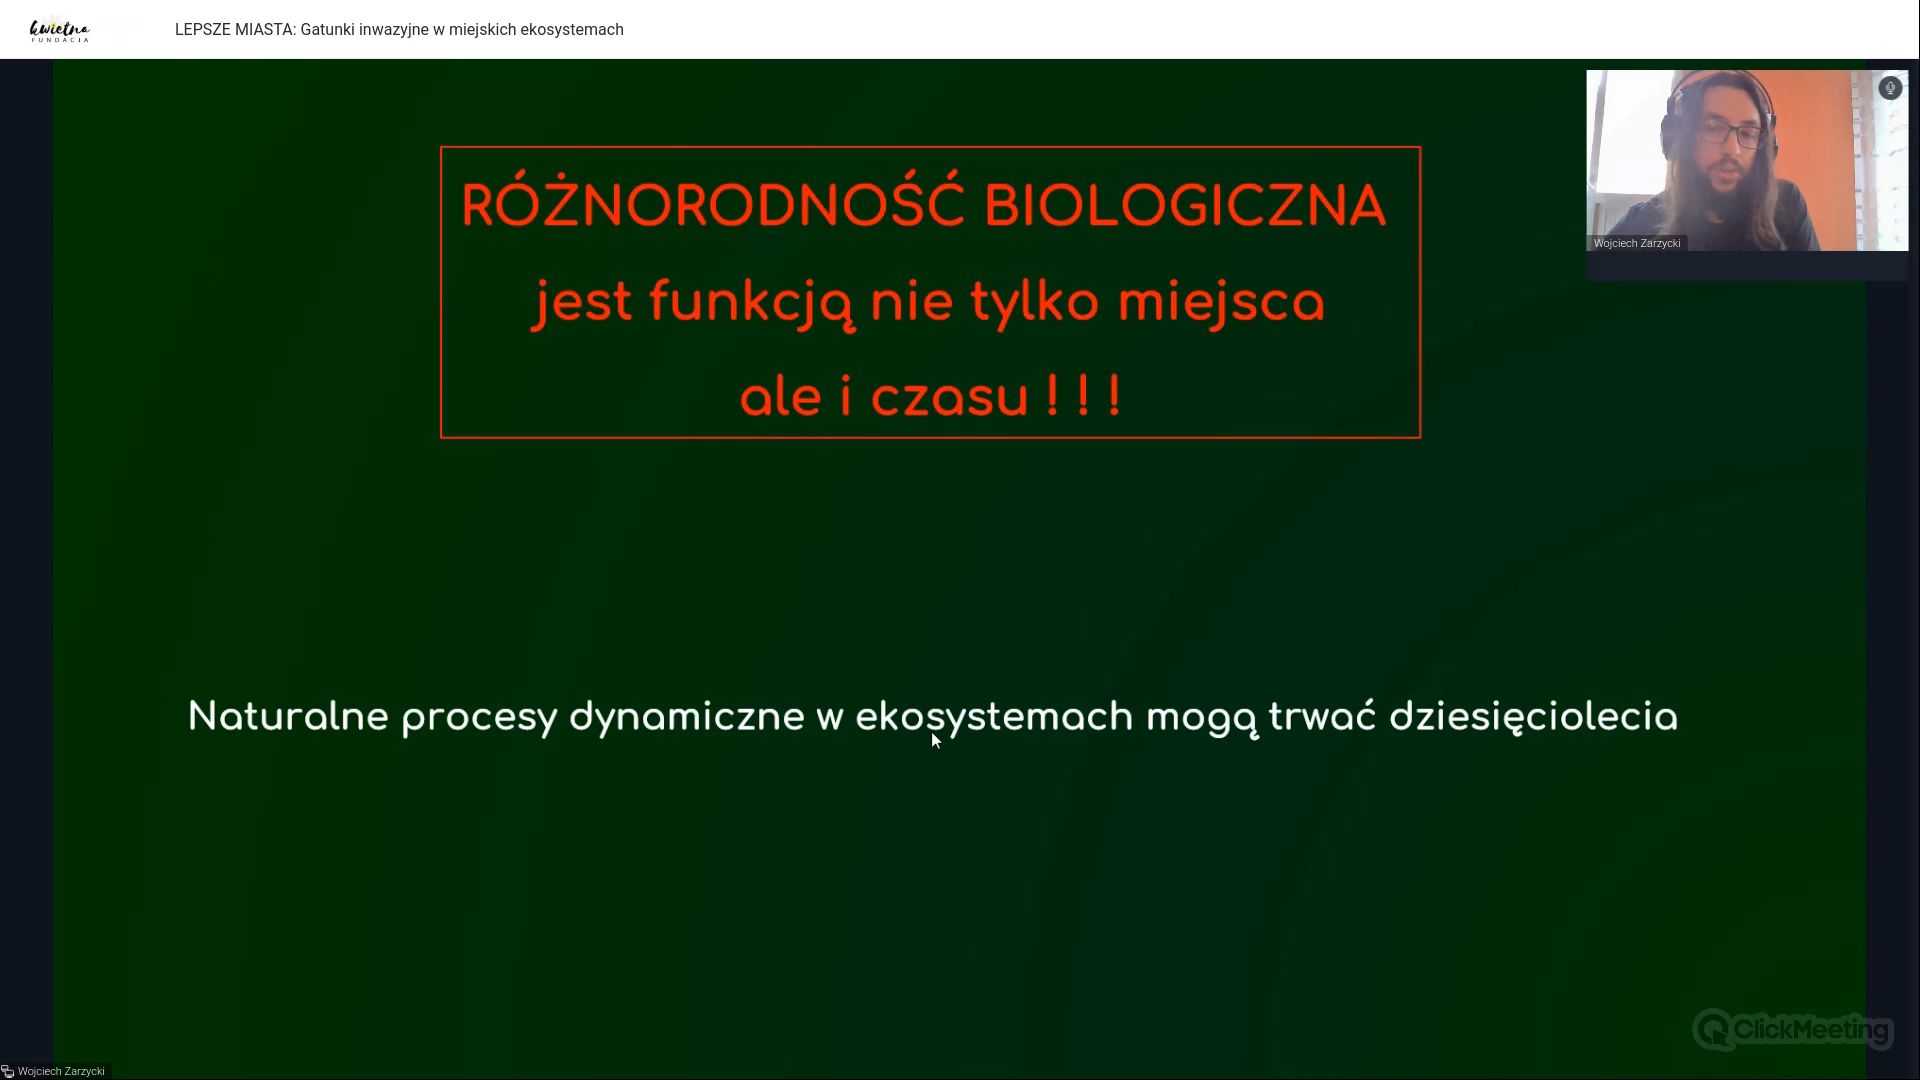 kwietna
FUNDACJA
LEPSZE MIASTA: Gatunki inwazyjne w miejskich ekosystemach
RÓŻNORODNOŚĆ BIOLOGICZNA
jest funkcją nie tylko miejsca
ale i czasu ! ! !
Wojciech Zarzycki
Naturalne procesy dynamiczne w ekosystemach mogą trwać dziesięciolecia
ClickMeeting
Wojciech Zarzycki